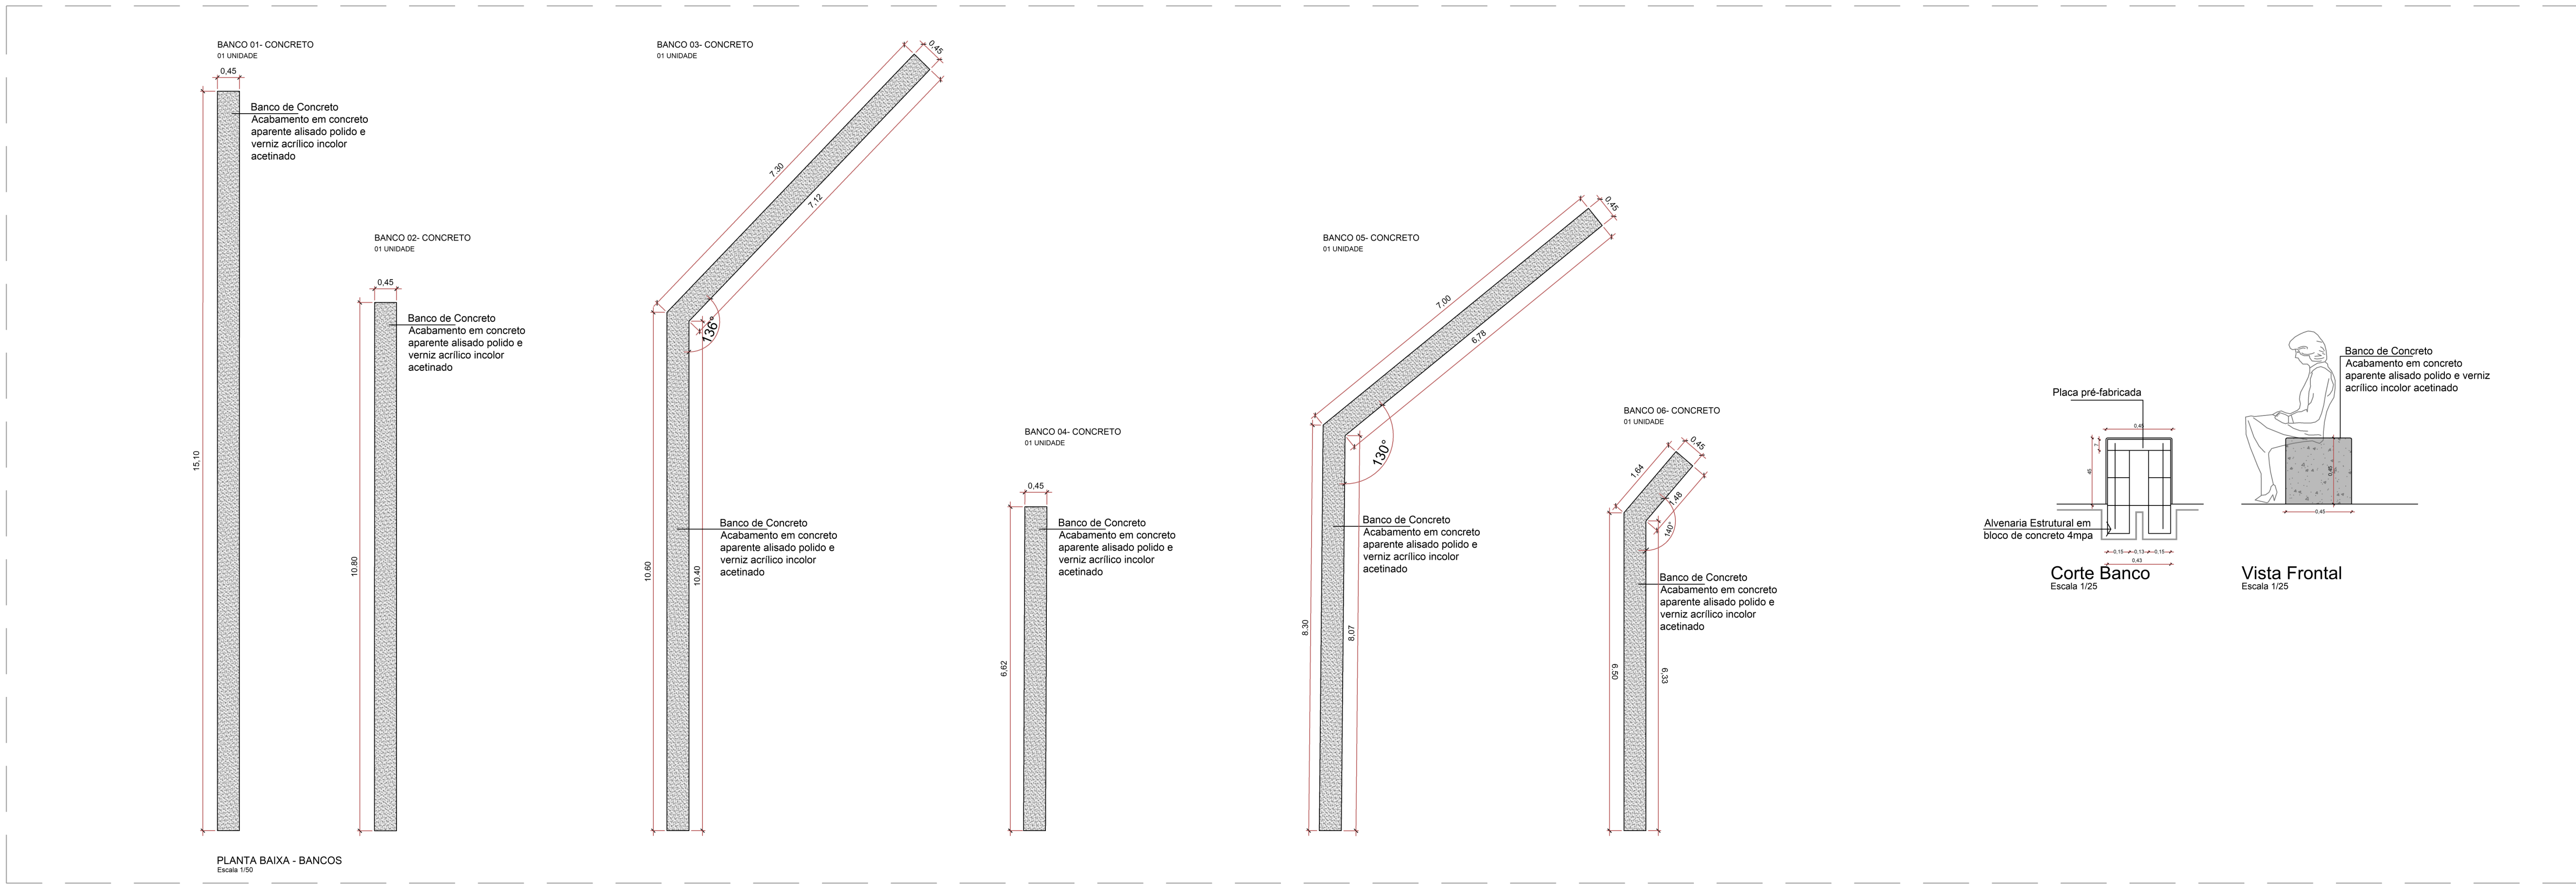 BANCO 01- CONCRETO
01 UNIDADE
0,45
Banco de Concreto
Acabamento em concreto
aparente alisado polido e
verniz acrílico incolor
acetinado
15,10
BANCO 02- CONCRETO
01 UNIDADE
0,45
Banco de Concreto
Acabamento em concreto
aparente alisado polido e
verniz acrílico incolor
acetinado
10.80
BANCO 03- CONCRETO
01 UNIDADE
0,45
7.30
7,12
136°
Banco de Concreto
Acabamento em concreto
aparente alisado polido e
verniz acrílico incolor
acetinado
10.60
10.40
BANCO 04- CONCRETO
01 UNIDADE
0,45
Banco de Concreto
Acabamento em concreto
aparente alisado polido e
verniz acrílico incolor
acetinado
6,62
BANCO 05- CONCRETO
01 UNIDADE
0,45
7,00
6,78
130°
Banco de Concreto
Acabamento em concreto
aparente alisado polido e
verniz acrílico incolor
acetinado
8.30
8,07
BANCO 06- CONCRETO
01 UNIDADE
0,45
1,64
1,48
140°
Banco de Concreto
Acabamento em concreto
aparente alisado polido e
verniz acrílico incolor
acetinado
6,50
6,33
Placa pré-fabricada
0,45
7
45
Alvenaria Estrutural em
bloco de concreto 4mpa
0,15
0,13
0,15
0,43
Corte Banco
Escala 1/25
Banco de Concreto
Acabamento em concreto
aparente alisado polido e verniz
acrílico incolor acetinado
0,45
0,45
Vista Frontal
Escala 1/25
PLANTA BAIXA - BANCOS
Escala 1/50